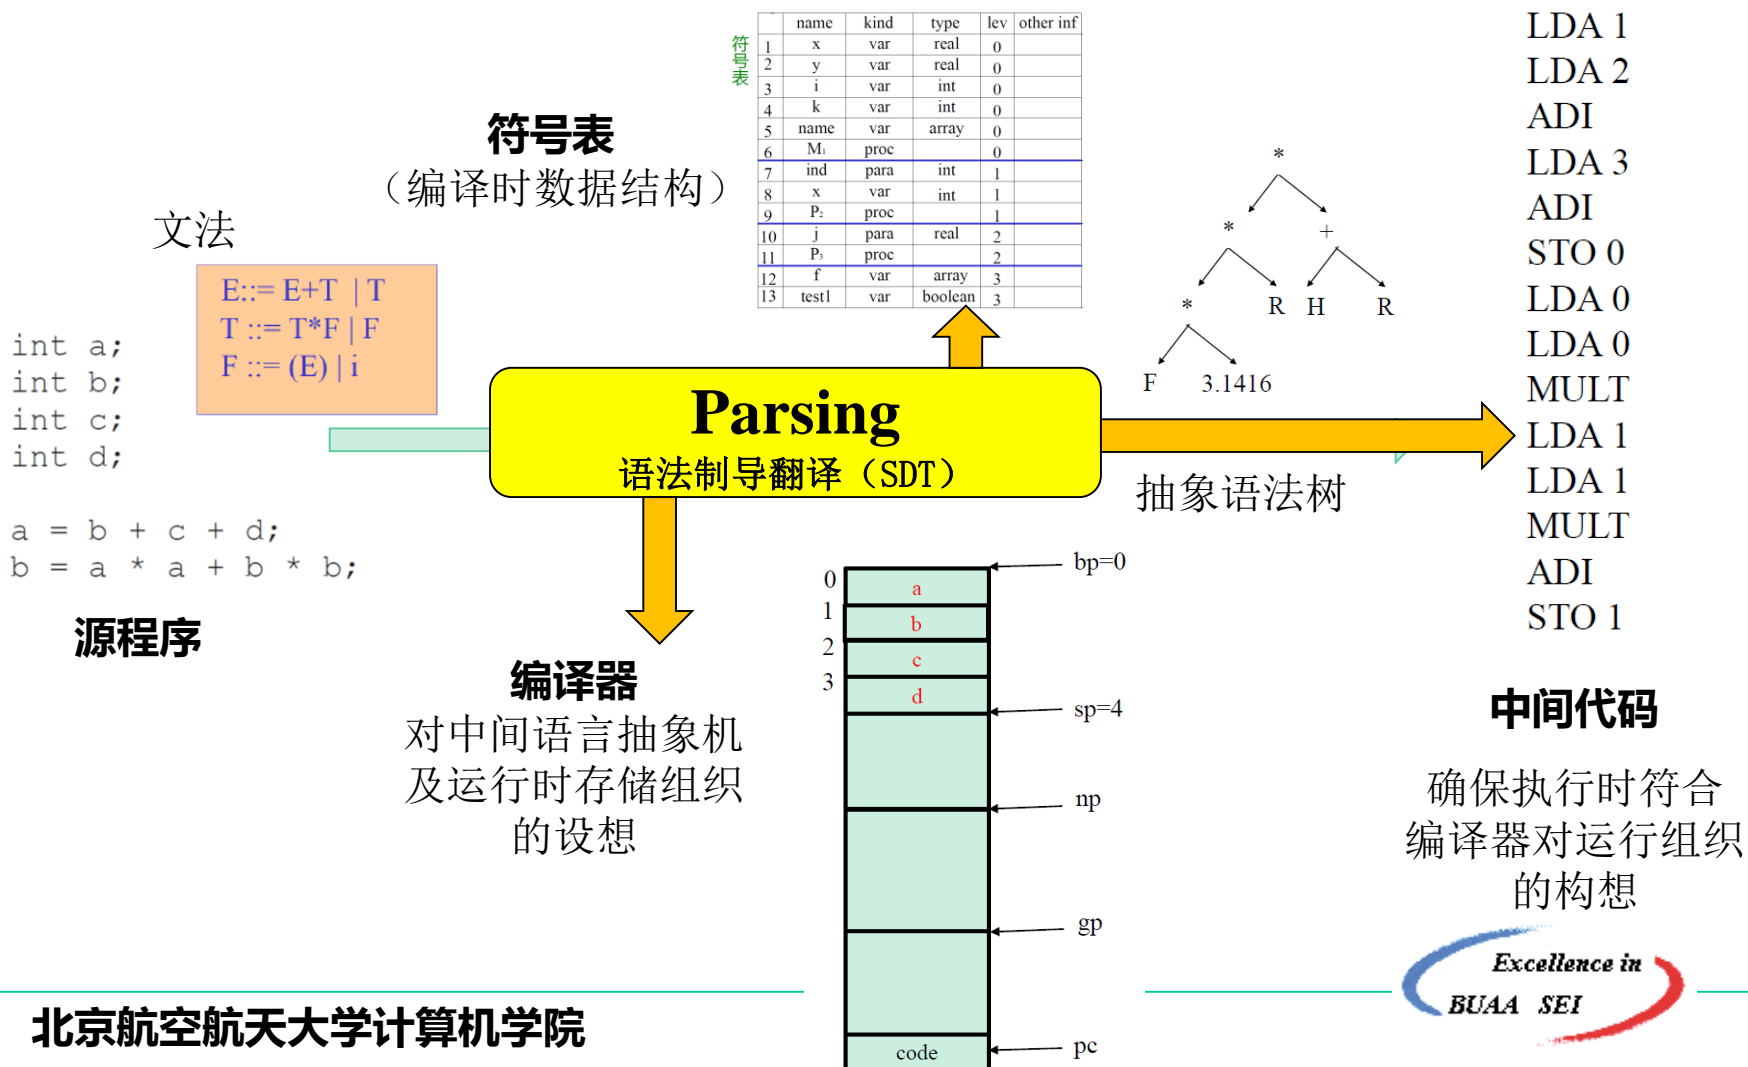 name kind type lev other inf
符号表
1 x var real 0
2 y var real 0
3 i var int 0
4 k var int 0
5 name var array 0
6 M1 proc 0
7 ind para int 1
8 x var int 1
9 P2 proc 1
10 j para real 2
11 P3 proc 2
12 f var array 3
13 test1 var boolean 3
符号表
(编译时数据结构)
文法
E::= E+T | T
T ::= T*F | F
F ::= (E) | i
int a;
int b;
int c;
int d;
a = b + c + d;
b = a * a + b * b;
源程序
Parsing
语法制导翻译（SDT）
*
* +
* R H R
F 3.1416
抽象语法树
LDA 1
LDA 2
ADI
LDA 3
ADI
STO 0
LDA 0
LDA 0
MULT
LDA 1
LDA 1
MULT
ADI
STO 1
中间代码
确保执行时符合
编译器对运行组织
的构想
编译器
对中间语言抽象机
及运行时存储组织
的设想
bp=0
0 a
1 b
2 c
3 d
sp=4
np
gp
code pc
北京航空航天大学计算机学院
Excellence in
BUAA SEI